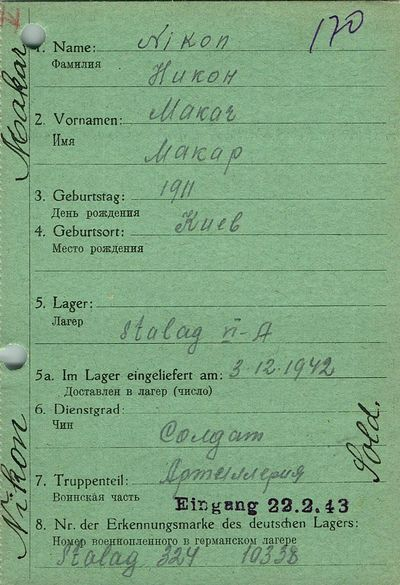 170
1. Name: Nikon
Фамилия
Никон
2. Vornamen: Макаr
Имя
Макар
3. Geburtstag: 1911
День рождения
4. Geburtsort: Киев
Место рождения
5. Lager:
Лагер
Stalag II-A
5a. Im Lager eingeliefert am: 3.12.1942
Доставлен в лагер (число)
6. Dienstgrad:
Чин
Солдат
7. Truppenteil: Артиллерия
Воинская часть
Eingang 22.2.43
8. Nr. der Erkennungsmarke des deutschen Lagers:
Номер военнопленного в германском лагере
Stalag 324 10338
Makar
Nikon
Sold.